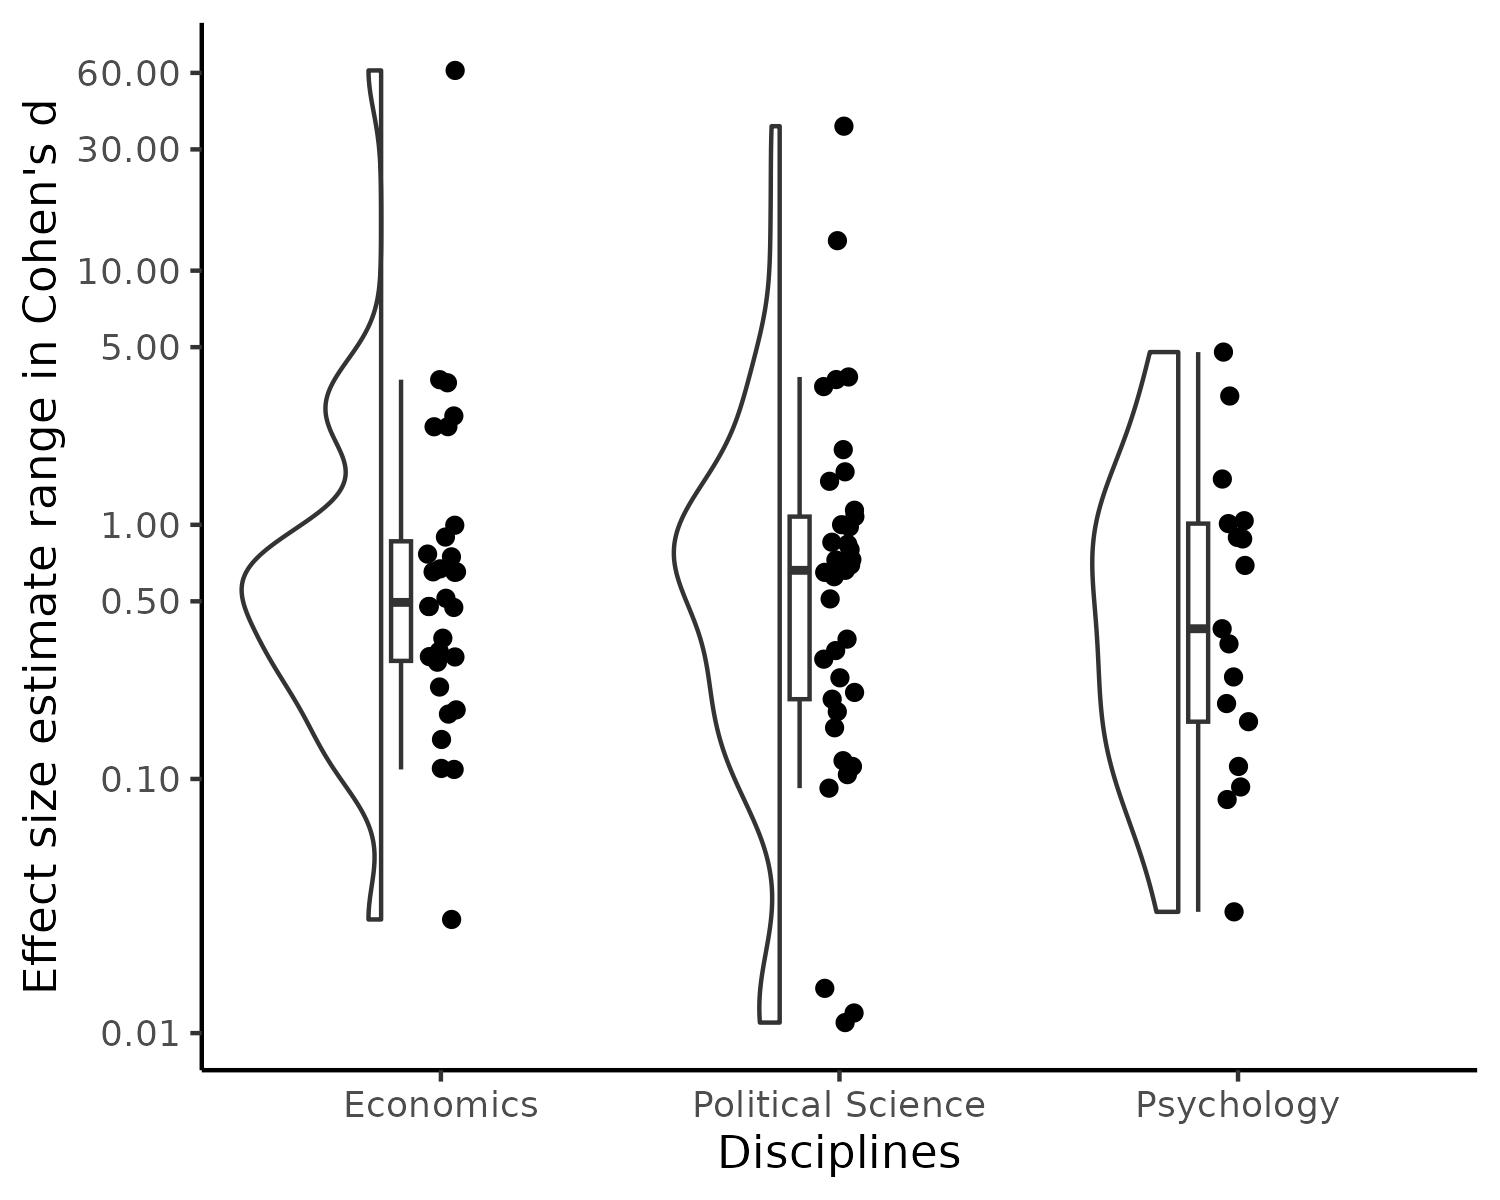 Effect size estimate range in Cohen's d
60.00
30.00
10.00
5.00
1.00
0.50
0.10
0.01
Economics
Political Science
Psychology
Disciplines